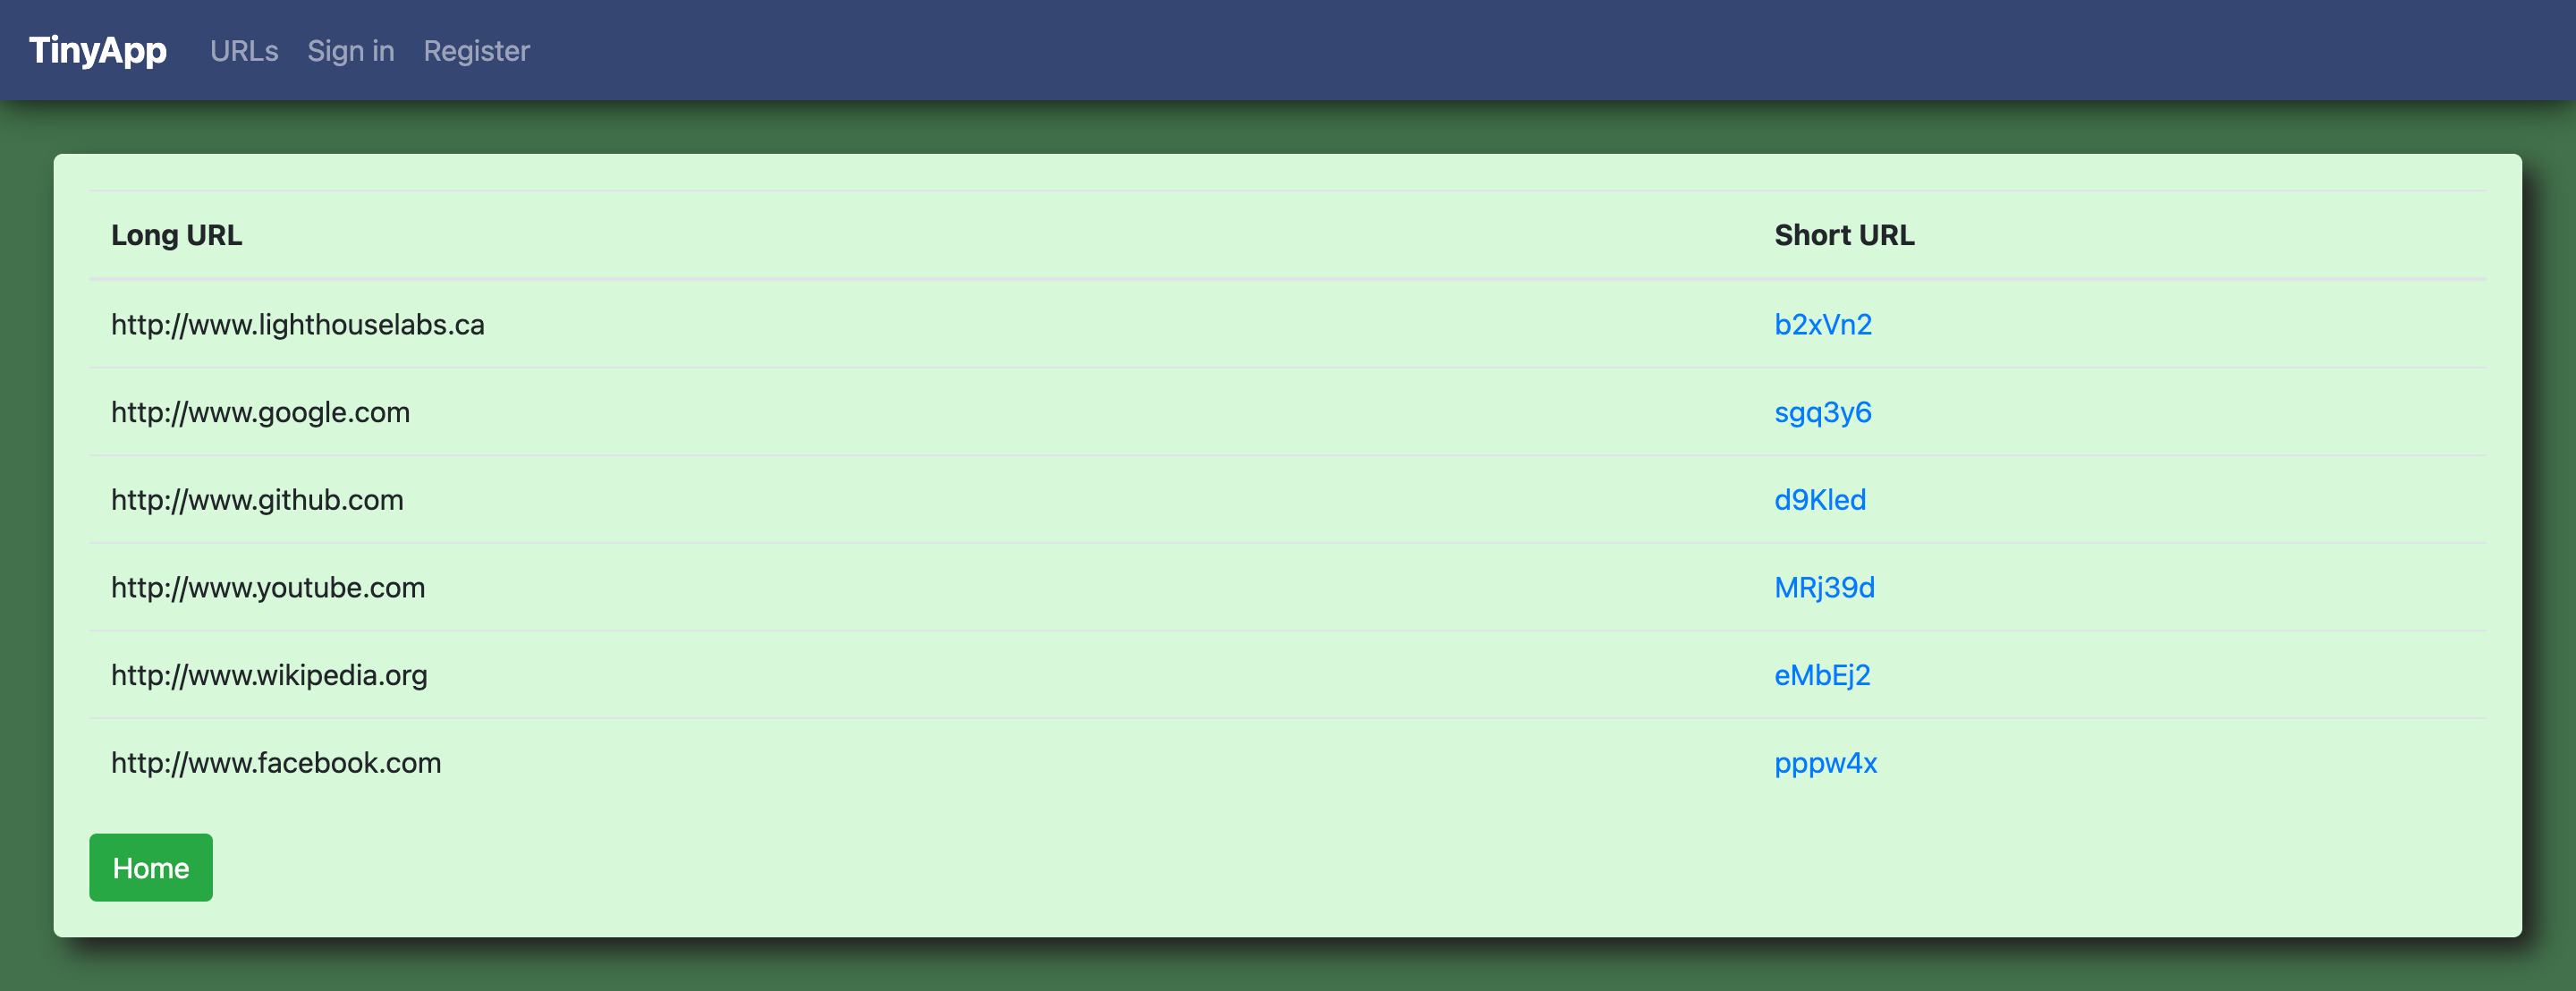 TinyApp URLs Sign in Register
Long URL Short URL
http://www.lighthouselabs.ca b2xVn2
http://www.google.com sgq3y6
http://www.github.com d9Kled
http://www.youtube.com MRj39d
http://www.wikipedia.org eMbEj2
http://www.facebook.com pppw4x
Home